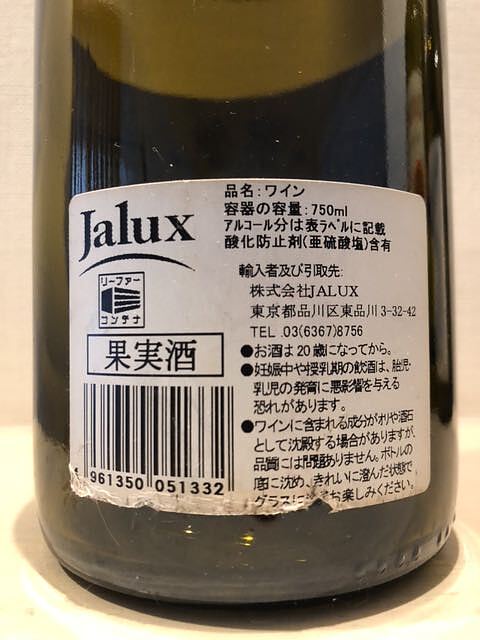 Jalux
リーファー
コンテナ
果実酒
4 961350 051332
品名:ワイン
容器の容量:750ml
アルコール分は表ラベルに記載
酸化防止剤(亜硫酸塩)含有
輸入者及び引取先:
株式会社JALUX
東京都品川区東品川3-32-42
TEL 03(6367)8756
●お酒は20歳になってから。
●妊娠中や授乳期の飲酒は、胎児・
乳児の発育に悪影響を与える
恐れがあります。
●ワインに含まれる成分がオリや酒石
として沈殿する場合がありますが、
品質には問題ありません。ボトルの
底に沈め、きれいに澄んだ状態で
グラスに
お楽しみください。